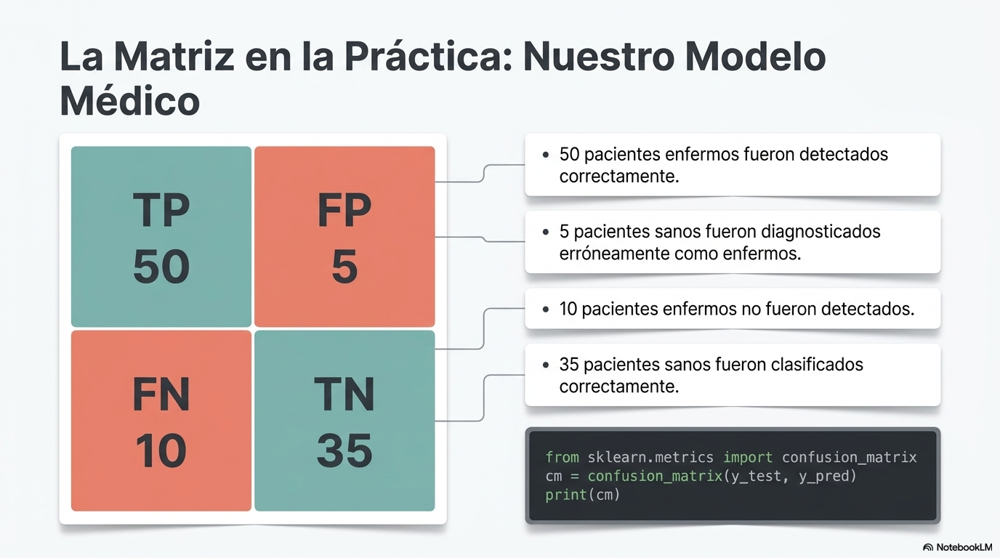 La Matriz en la Práctica: Nuestro Modelo
Médico
TP
50
FP
5
FN
10
TN
35
• 50 pacientes enfermos fueron detectados
correctamente.
• 5 pacientes sanos fueron diagnosticados
erróneamente como enfermos.
• 10 pacientes enfermos no fueron detectados.
• 35 pacientes sanos fueron clasificados
correctamente.
from sklearn.metrics import confusion_matrix
cm = confusion_matrix(y_test, y_pred)
print(cm)
NotebookLM